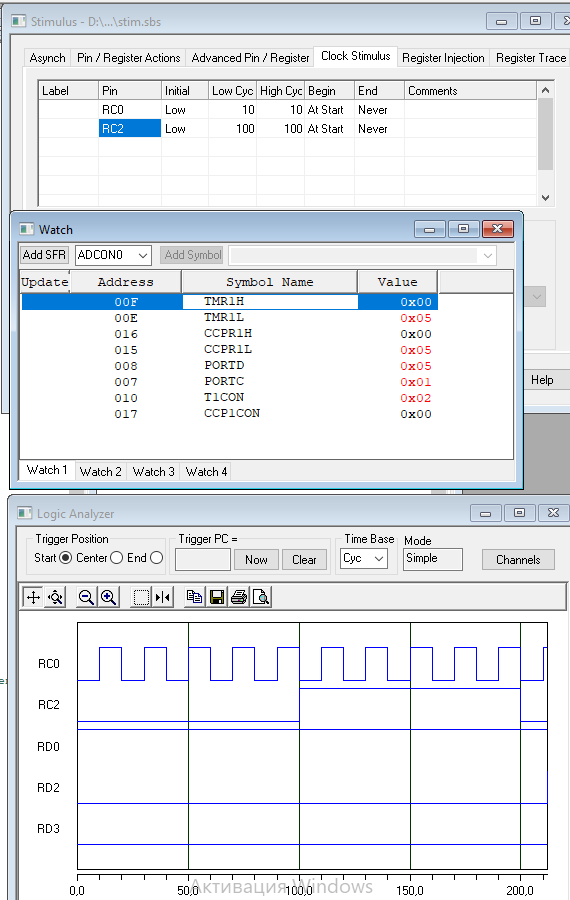 Stimulus - D:\...\stim.sbs
Asynch Pin / Register Actions Advanced Pin / Register Clock Stimulus Register Injection Register Trace
Label Pin Initial Low Cyc High Cyc Begin End Comments
RC0 Low 10 10 At Start Never
RC2 Low 100 100 At Start Never
Watch
Add SFR ADCON0 Add Symbol
Update Address Symbol Name Value
00F TMR1H 0x00
00E TMR1L 0x05
016 CCPR1H 0x00
015 CCPR1L 0x05
008 PORTD 0x05
007 PORTC 0x01
010 T1CON 0x02
017 CCP1CON 0x00
Help
Watch 1 Watch 2 Watch 3 Watch 4
Logic Analyzer
Trigger Position Trigger PC = Time Base Mode
Start Center End Now Clear Cyc Simple Channels
RC0
RC2
RD0
RD2
RD3
0,0 50,0 100,0 150,0 200,0
Активация Windows